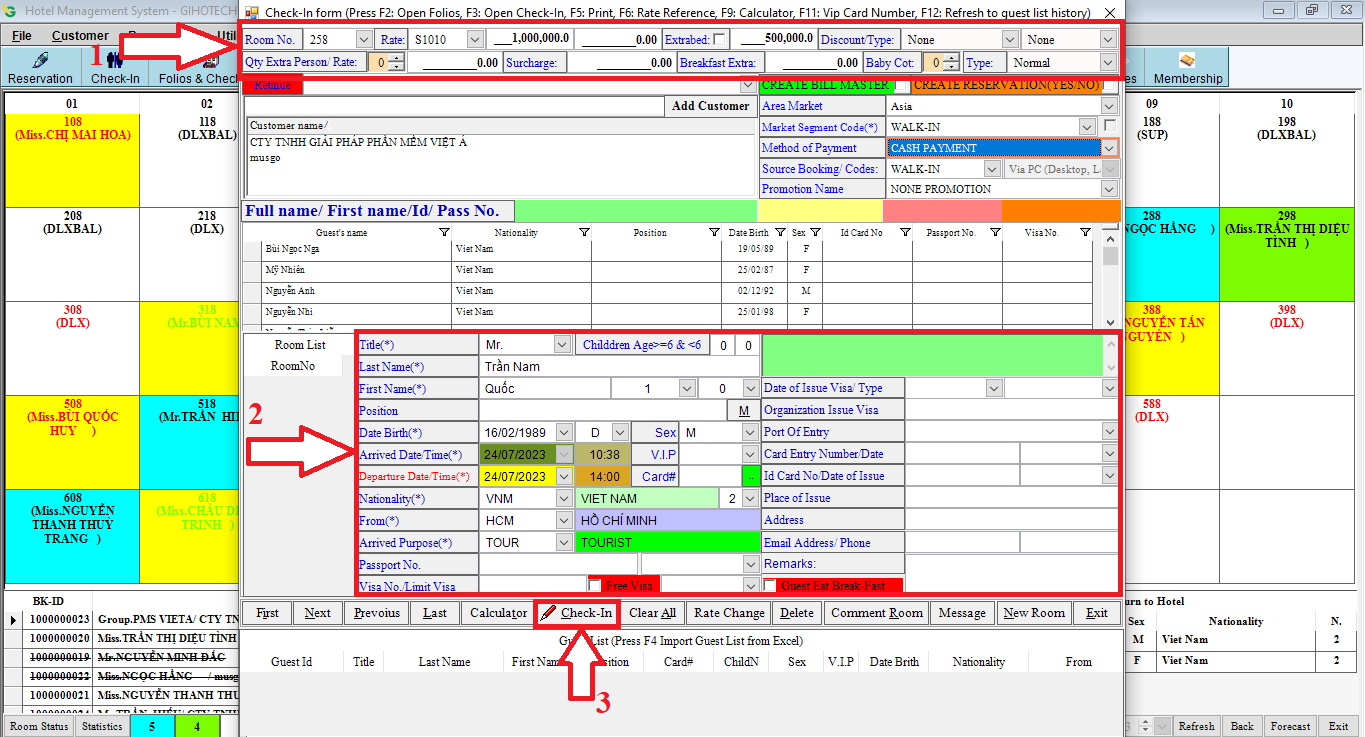 Hotel Management System - GIHOTECH
Check-In form (Press F2: Open Folios, F3: Open Check-In, F5: Print, F6: Rate Reference, F9: Calculator, F11: Vip Card Number, F12: Refresh to guest list history)
File Customer Util
1
Reservation Check-In Folios & Check Membership
Room No. 258 Rate: S1010 1,000,000.0 0.00 Extrabed: 500,000.0 Discount/Type: None None
Qty Extra Person/ Rate: 0 0.00 Surcharge: 0.00 Breakfast Extra: 0.00 Baby Cot: 0 Type: Normal
Retinue CREATE BILL MASTER CREATE RESERVATION(YES/NO)
Add Customer
Customer name/
CTY TNHH GIẢI PHÁP PHẦN MỀM VIỆT Á
musgo
Area Market Asia
Market Segment Code(*) WALK-IN
Method of Payment CASH PAYMENT
Source Booking/ Codes: WALK-IN Via PC (Desktop, L
Promotion Name NONE PROMOTION
Full name/ First name/Id/ Pass No.
Guest's name Nationality Position Date Birth Sex Id Card No Passport No. Visa No.
Bùi Ngọc Nga Viet Nam 19/05/89 F
Mỹ Nhiên Viet Nam 25/02/87 F
Nguyễn Anh Viet Nam 02/12/92 M
Nguyễn Nhi Viet Nam 25/01/98 F
01 02
108
(Miss.CHỊ MAI HOA)
118
(DLXBAL)
208
(DLXBAL)
218
(DLX)
308
(DLX)
318
(Mr.BÙI NAM
508
(Miss.BÙI QUỐC
HUY )
518
(Mr.TRẦN HI
608
(Miss.NGUYỄN
THANH THUỲ
TRANG )
618
(Miss.CHÂU DI
TRINH )
09 10
188
(SUP)
198
(DLXBAL)
288
NGỌC HẰNG )
298
(Miss.TRẦN THỊ DIỆU
TÌNH )
388
NGUYỄN TẤN
NGUYÊN )
398
(DLX)
588
(DLX)
Room List
RoomNo
2
Title(*) Mr. Childdren Age>=6 & <6 0 0
Last Name(*) Trần Nam
First Name(*) Quốc 1 0
Position M
Date Birth(*) 16/02/1989 D Sex M
Arrived Date/Time(*) 24/07/2023 10:38 V.I.P
Departure Date/Time(*) 24/07/2023 14:00 Card# ..
Nationality(*) VNM VIET NAM 2
From(*) HCM HỒ CHÍ MINH
Arrived Purpose(*) TOUR TOURIST
Passport No.
Visa No./Limit Visa Free Visa
Date of Issue Visa/ Type
Organization Issue Visa
Port Of Entry
Card Entry Number/Date
Id Card No/Date of Issue
Place of Issue
Address
Email Address/ Phone
Remarks:
Guest Eat Break-Fast
First Next Prevoius Last Calculator Check-In Clear All Rate Change Delete Comment Room Message New Room Exit
3
Guest List (Press F4 Import Guest List from Excel)
Guest Id Title Last Name First Name Position Card# ChildN Sex V.I.P Date Brith Nationality From
BK-ID
1000000023 Group.PMS VIETA/ CTY TN
1000000020 Miss.TRẦN THỊ DIỆU TÌNH
1000000019 Mr.NGUYỄN MINH ĐẮC
1000000022 Miss.NGỌC HẰNG / musg
1000000021 Miss.NGUYỄN THANH THU
urn to Hotel
Sex Nationality N.
M Viet Nam 2
F Viet Nam 2
Room Status Statistics 5 4 Refresh Back Forecast Exit